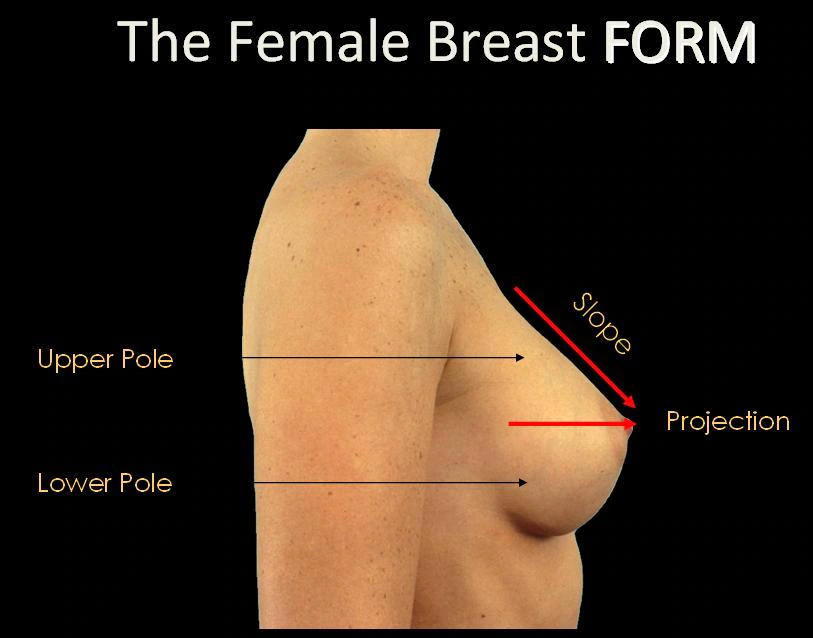 The Female Breast FORM
Slope
Upper Pole
Projection
Lower Pole